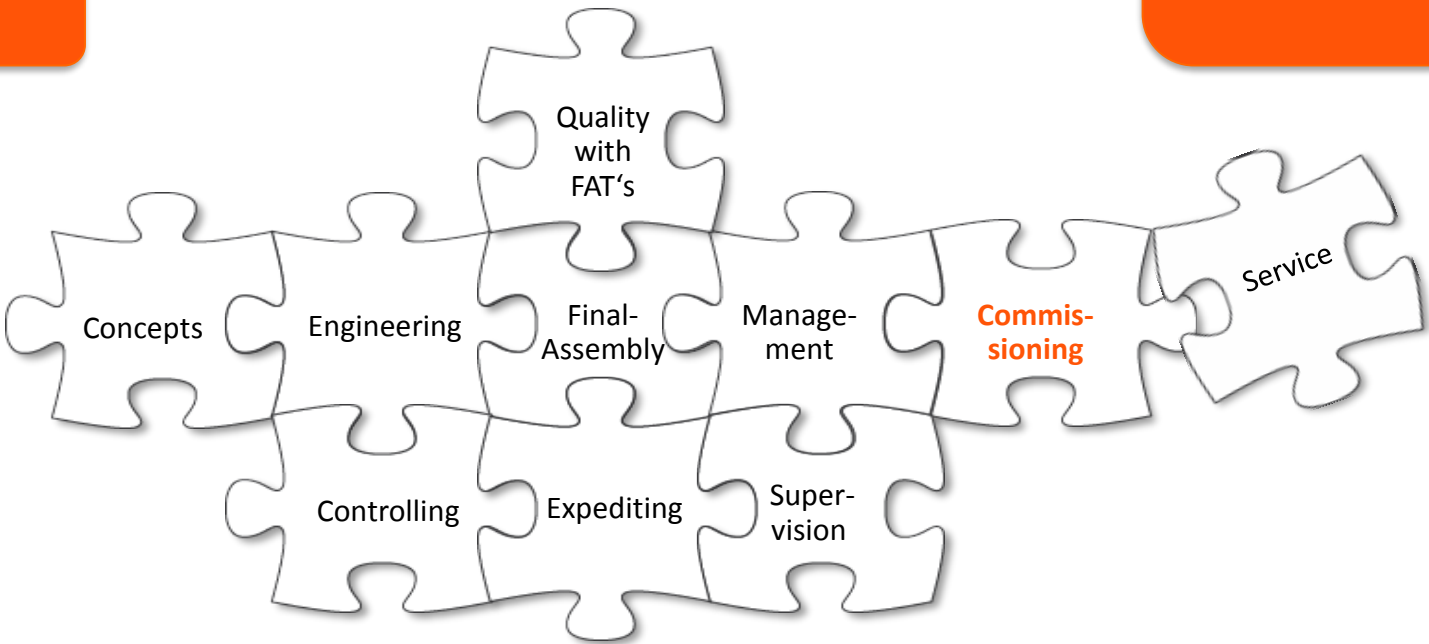 Quality
with
FAT‘s
Concepts
Engineering
Final-
Assembly
Manage-
ment
Commis-
sioning
Service
Controlling
Expediting
Super-
vision